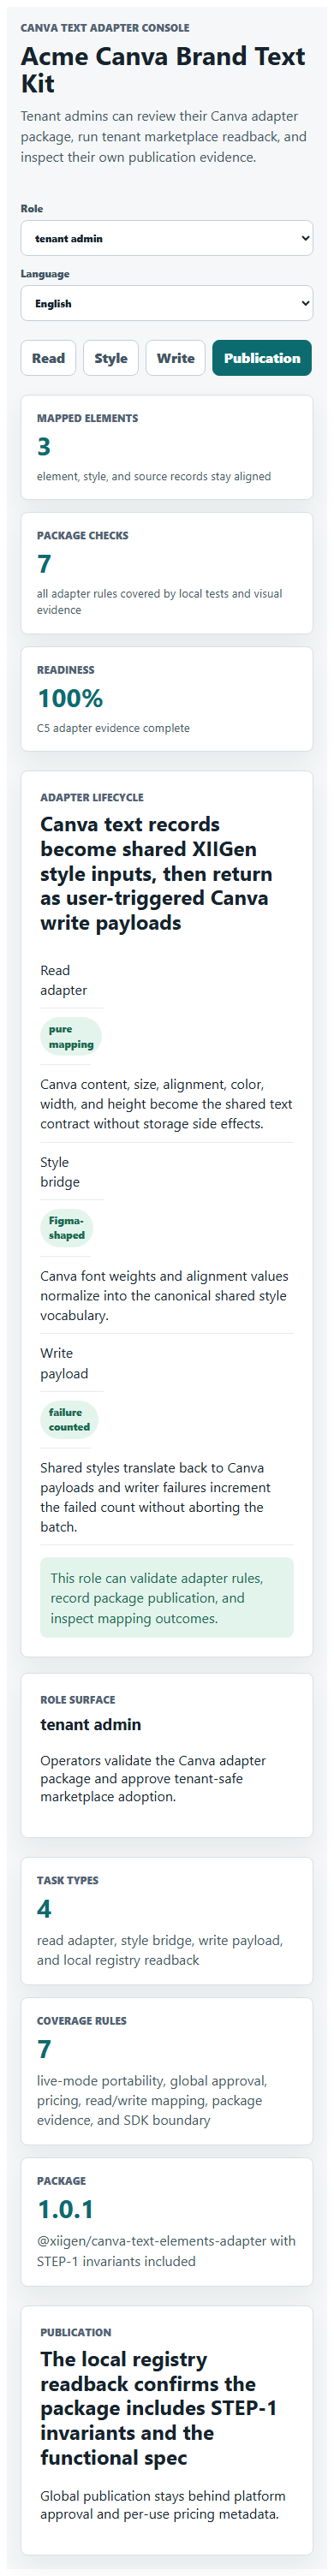 CANVA TEXT ADAPTER CONSOLE
Acme Canva Brand Text
Kit
Tenant admins can review their Canva adapter
package, run tenant marketplace readback, and
inspect their own publication evidence.
Role
tenant admin
Language
English
Read
Style
Write
Publication
MAPPED ELEMENTS
3
element, style, and source records stay aligned
PACKAGE CHECKS
7
all adapter rules covered by local tests and visual
evidence
READINESS
100%
C5 adapter evidence complete
ADAPTER LIFECYCLE
Canva text records
become shared XIIGen
style inputs, then return
as user-triggered Canva
write payloads
Read
adapter
pure
mapping
Canva content, size, alignment, color,
width, and height become the shared text
contract without storage side effects.
Style
bridge
Figma-
shaped
Canva font weights and alignment values
normalize into the canonical shared style
vocabulary.
Write
payload
failure
counted
Shared styles translate back to Canva
payloads and writer failures increment
the failed count without aborting the
batch.
This role can validate adapter rules,
record package publication, and
inspect mapping outcomes.
ROLE SURFACE
tenant admin
Operators validate the Canva adapter
package and approve tenant-safe
marketplace adoption.
TASK TYPES
4
read adapter, style bridge, write payload,
and local registry readback
COVERAGE RULES
7
live-mode portability, global approval,
pricing, read/write mapping, package
evidence, and SDK boundary
PACKAGE
1.0.1
@xiigen/canva-text-elements-adapter with
STEP-1 invariants included
PUBLICATION
The local registry
readback confirms the
package includes STEP-1
invariants and the
functional spec
Global publication stays behind platform
approval and per-use pricing metadata.